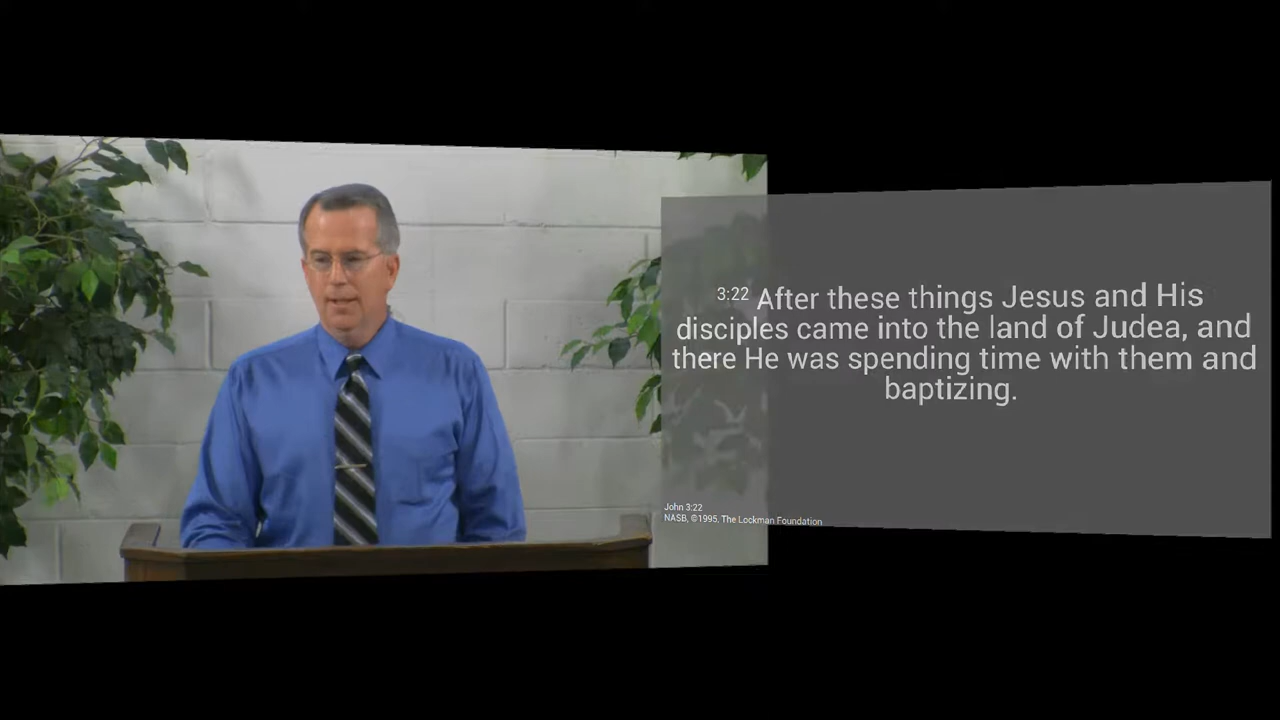 3:22 After these things Jesus and His
disciples came into the land of Judea, and
there He was spending time with them and
baptizing.
John 3:22
NASB, ©1995. The Lockman Foundation